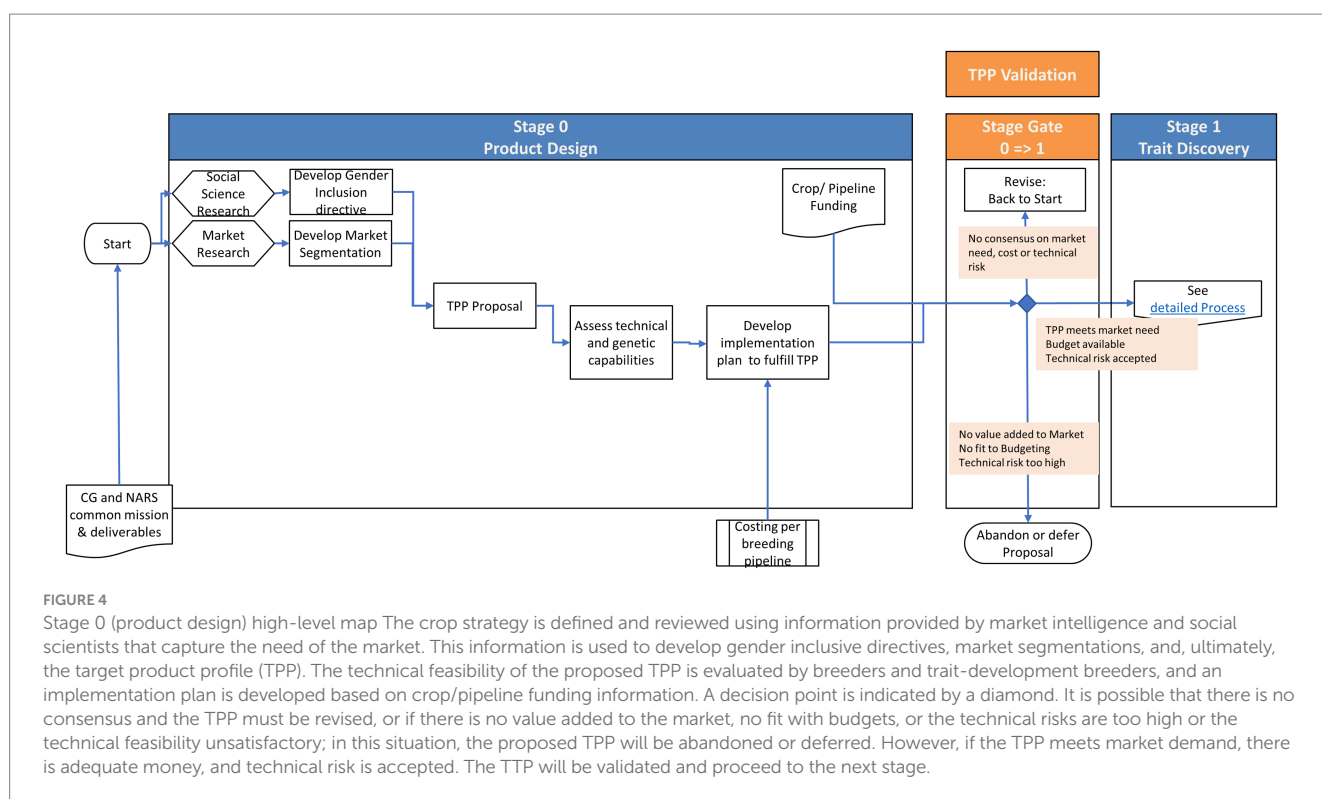 TPP Validation
Stage 0
Product Design
Stage Gate
0 => 1
Stage 1
Trait Discovery
Start
Social
Science
Research
Develop Gender
Inclusion
directive
Market
Research
Develop Market
Segmentation
TPP Proposal
Assess technical
and genetic
capabilities
Develop
implementation
plan to fulfill TPP
Crop/ Pipeline
Funding
Revise:
Back to Start
No consensus on market
need, cost or technical
risk
See
detailed Process
TPP meets market need
Budget available
Technical risk accepted
No value added to Market
No fit to Budgeting
Technical risk too high
CG and NARS
common mission
& deliverables
Costing per
breeding
pipeline
Abandon or defer
Proposal
FIGURE 4
Stage 0 (product design) high-level map The crop strategy is defined and reviewed using information provided by market intelligence and social
scientists that capture the need of the market. This information is used to develop gender inclusive directives, market segmentations, and, ultimately,
the target product profile (TPP). The technical feasibility of the proposed TPP is evaluated by breeders and trait-development breeders, and an
implementation plan is developed based on crop/pipeline funding information. A decision point is indicated by a diamond. It is possible that there is no
consensus and the TPP must be revised, or if there is no value added to the market, no fit with budgets, or the technical risks are too high or the
technical feasibility unsatisfactory; in this situation, the proposed TPP will be abandoned or deferred. However, if the TPP meets market demand, there
is adequate money, and technical risk is accepted. The TTP will be validated and proceed to the next stage.